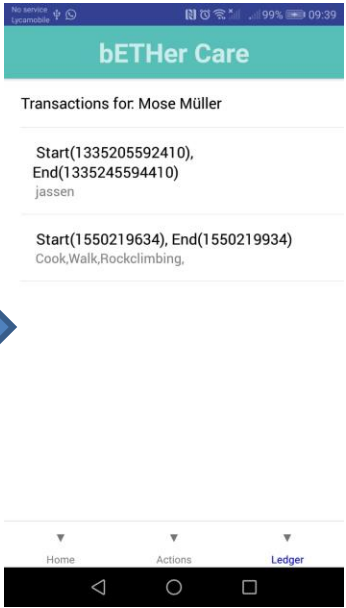 No service
Lycamobile
99% 09:39
bETHer Care
Transactions for: Mose Müller
Start(1335205592410),
End(1335245594410)
jassen
Start(1550219634), End(1550219934)
Cook,Walk,Rockclimbing,
Home Actions Ledger